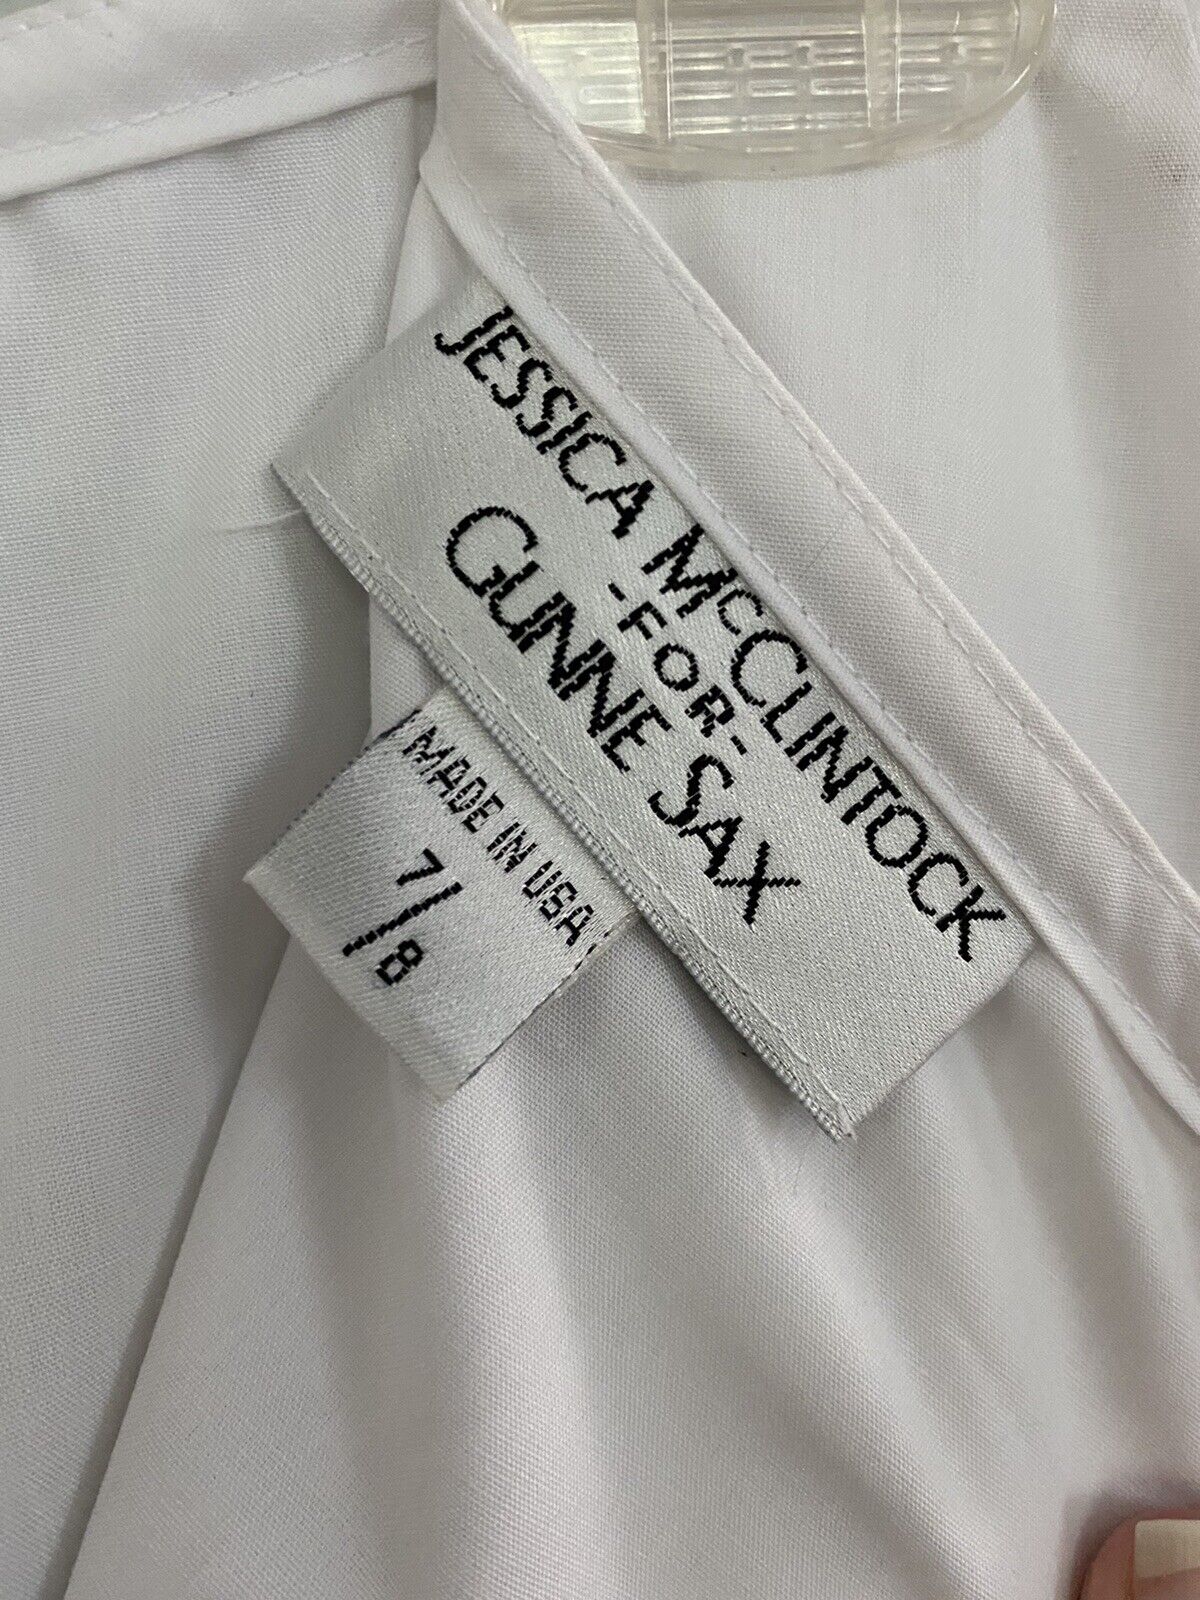 JESSICA McCLINTOCK
-FOR-
GUNNE SAX
MADE IN USA
7/8